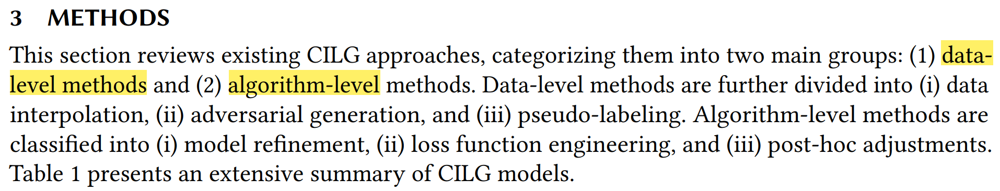 3 METHODS
This section reviews existing CILG approaches, categorizing them into two main groups: (1) data-
level methods and (2) algorithm-level methods. Data-level methods are further divided into (i) data
interpolation, (ii) adversarial generation, and (iii) pseudo-labeling. Algorithm-level methods are
classified into (i) model refinement, (ii) loss function engineering, and (iii) post-hoc adjustments.
Table 1 presents an extensive summary of CILG models.